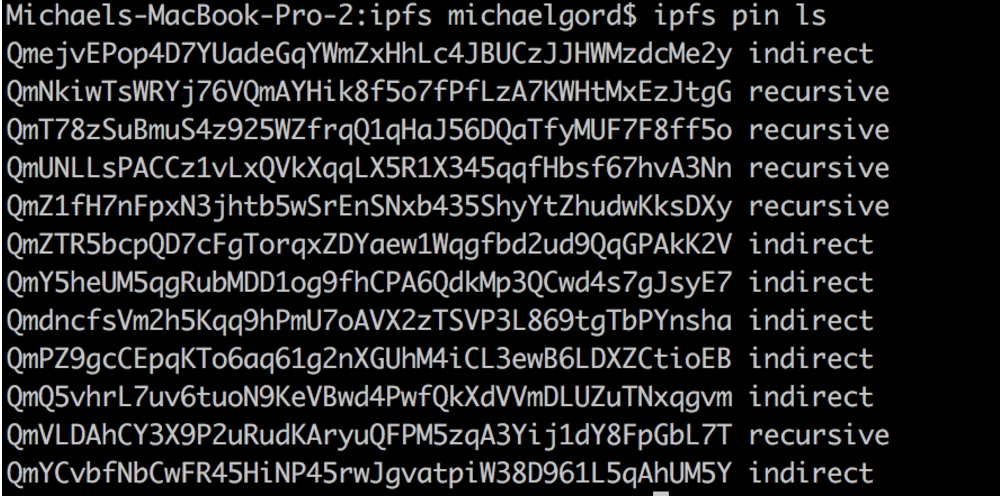 Michaels-MacBook-Pro-2:ipfs michaelgord$ ipfs pin ls
QmejvEPop4D7YUadeGqYWmZxHhLc4JBUCzJJHWMzdcMe2y indirect
QmNkiwTsWRYj76VQmAYHik8f5o7fPfLzA7KWHtMxEzJtgG recursive
QmT78zSuBmuS4z925WZfrqQ1qHaJ56DQaTfyMUF7F8ff5o recursive
QmUNLLsPACCz1vLxQVkXqqLX5R1X345qqfHbsf67hvA3Nn recursive
QmZ1fH7nFpxN3jhtb5wSrEnSNxb435ShyYtZhudwKksDXy recursive
QmZTR5bcpQD7cFgTorqxZDYaew1Wqgfbd2ud9QqGPAkK2V indirect
QmY5heUM5qgRubMDD1og9fhCPA6QdkMp3QCwd4s7gJsyE7 indirect
QmdncfsVm2h5Kqq9hPmU7oAVX2zTSVP3L869tgTbPYnsha indirect
QmPZ9gcCEpqKTo6aq61g2nXGUhM4iCL3ewB6LDXZCtioEB indirect
QmQ5vhrL7uv6tuoN9KeVBwd4PwfQkXdVVmDLUZuTNxqgvm indirect
QmVLDAhCY3X9P2uRudKAryuQFPM5zqA3Yij1dY8FpGbL7T recursive
QmYCvbfNbCwFR45HiNP45rwJgvatpiW38D961L5qAhUM5Y indirect